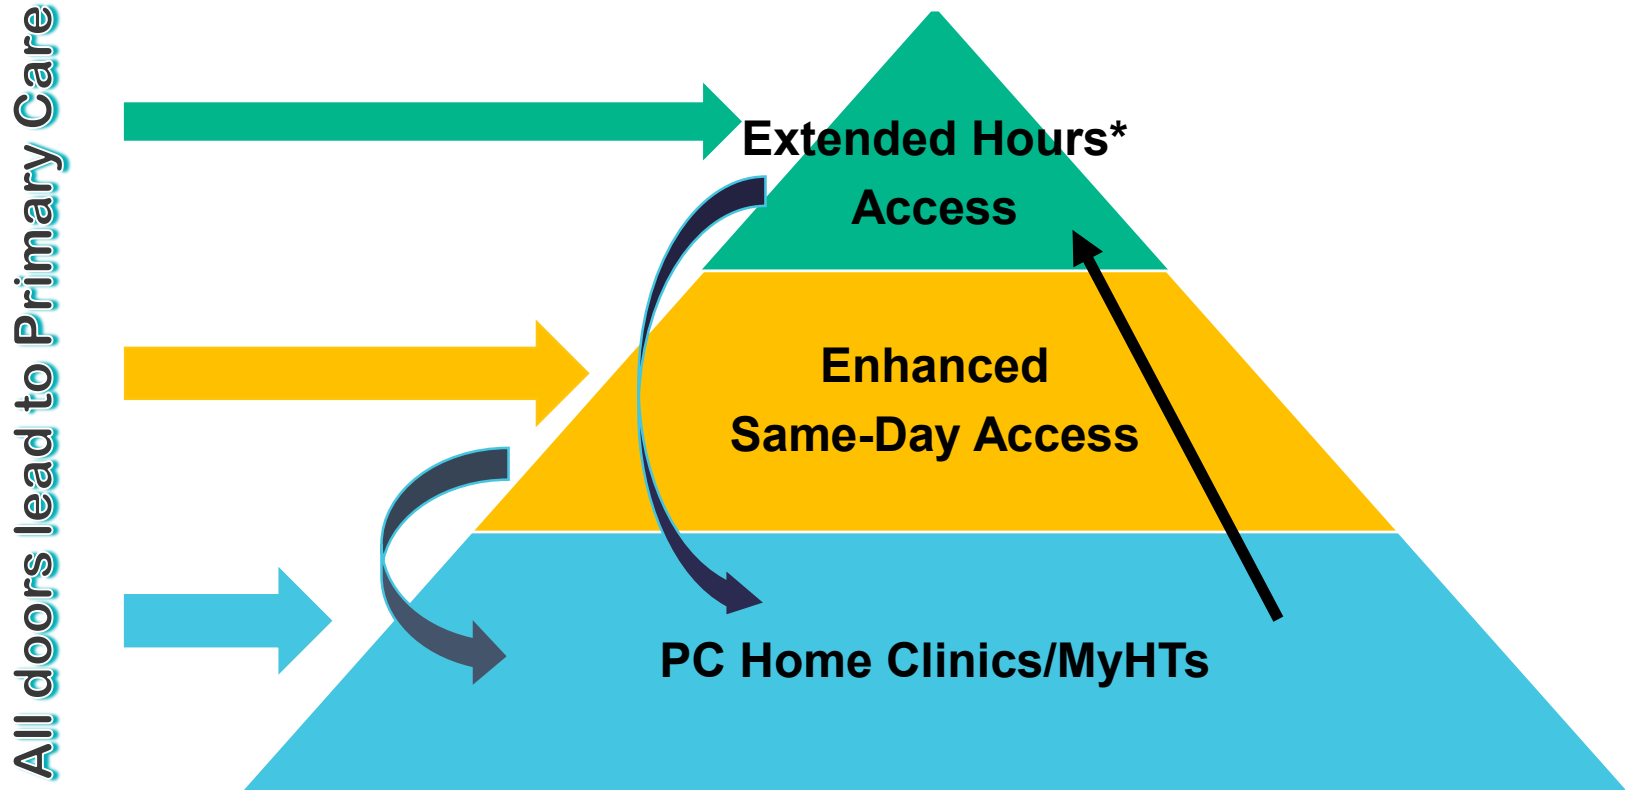 All doors lead to Primary Care
Extended Hours*
Access
Enhanced
Same-Day Access
PC Home Clinics/MyHTs